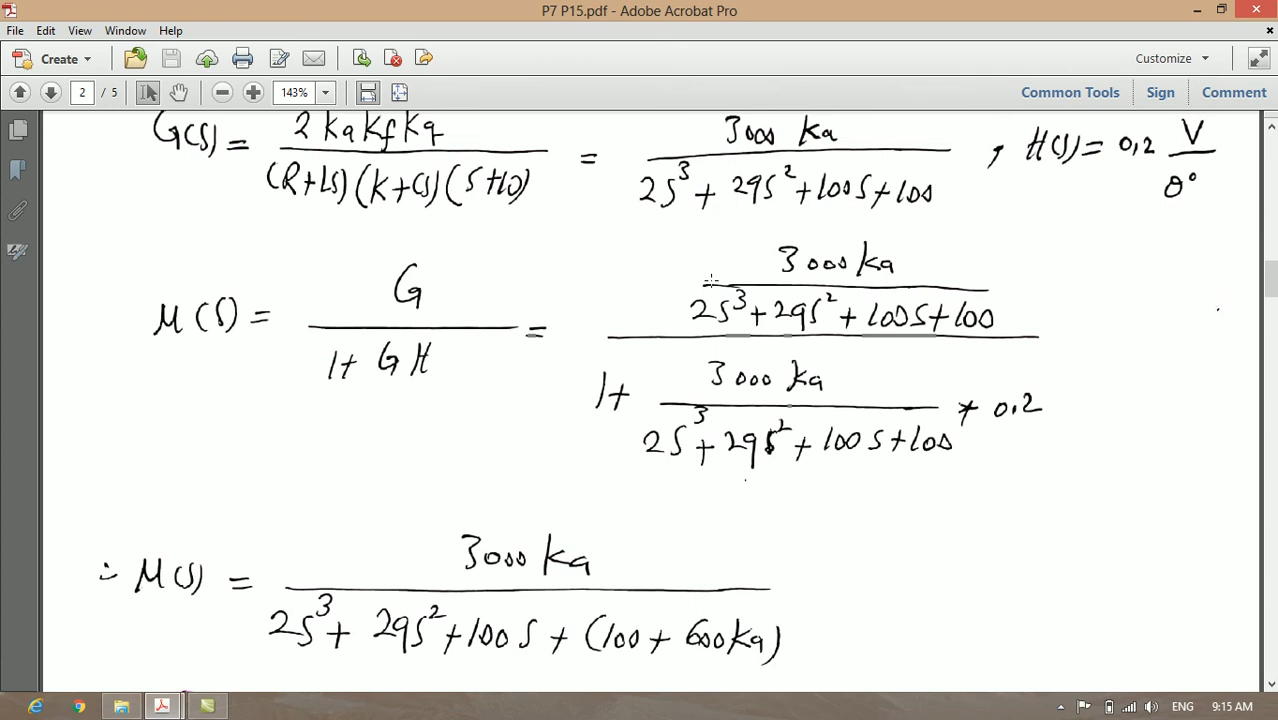 P7 P15.pdf - Adobe Acrobat Pro
File Edit View Window Help
Create Customize
2 / 5 143% Common Tools Sign Comment
G(S) = 2 Ka Kf Kq / (R+LS)(K+CS)(S+10) = 3000 Ka / 2S³ + 29S² + 100S + 100 , H(S) = 0,2 V/θ°
M(S) = G / 1+ GH = 3000 Ka / 2S³ + 29S² + 100S + 100 / 1+ 3000 Ka / 2S³ + 29S² + 100S + 100 * 0.2
∴ M(S) = 3000 Ka / 2S³ + 29S² + 100S + (100 + 600Ka)
ENG 9:15 AM